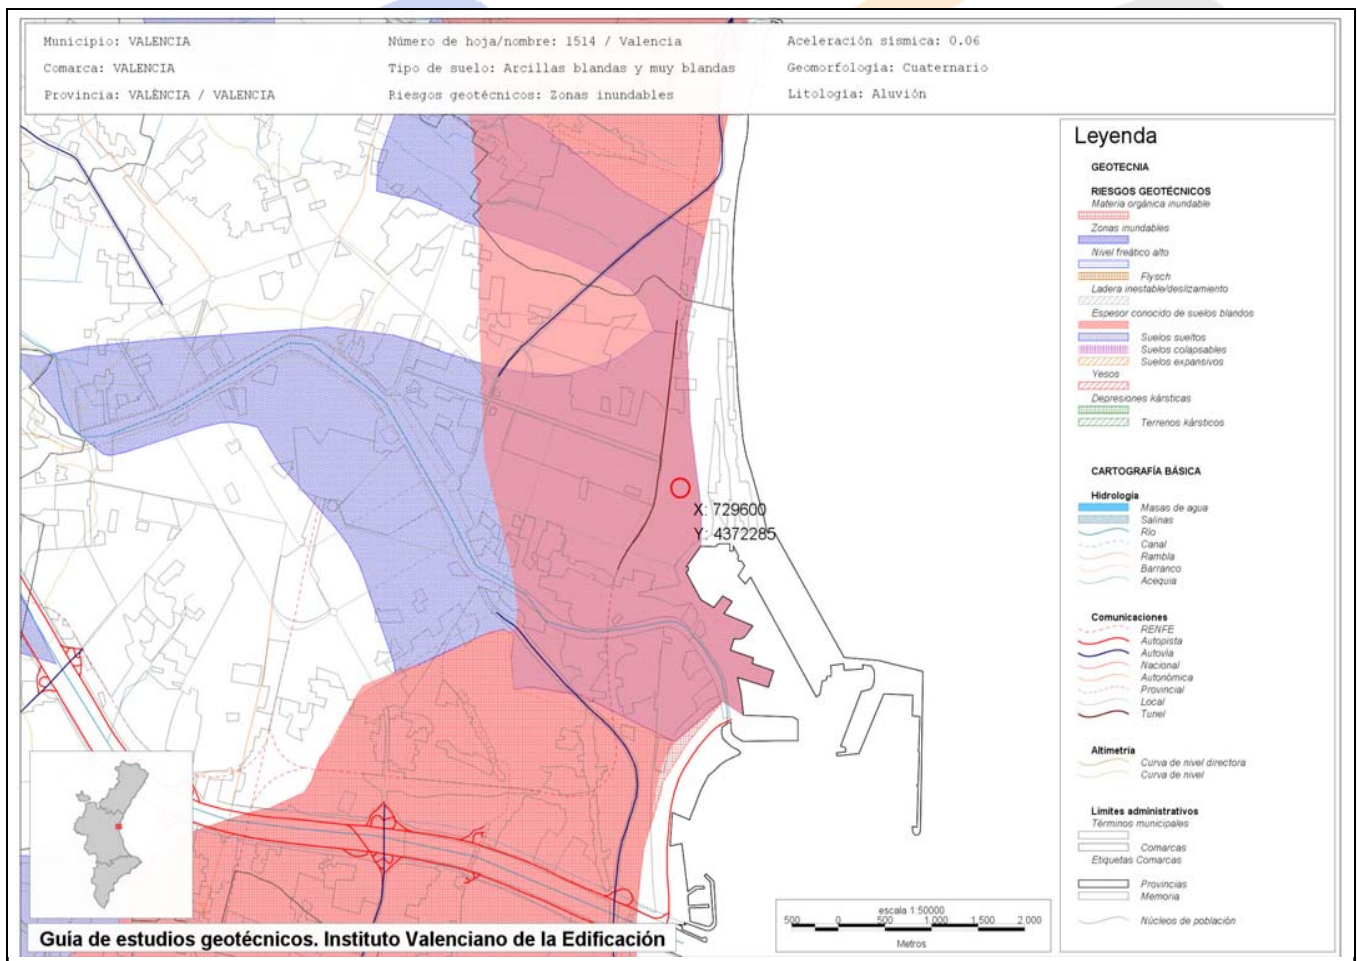 Municipio: VALENCIA
Número de hoja/nombre: 1514 / Valencia
Aceleración sísmica: 0.06
Comarca: VALENCIA
Tipo de suelo: Arcillas blandas y muy blandas
Geomorfología: Cuaternario
Provincia: VALÈNCIA / VALENCIA
Riesgos geotécnicos: Zonas inundables
Litología: Aluvión
Leyenda
GEOTECNIA
RIESGOS GEOTÉCNICOS
Materia orgánica inundable
Zonas inundables
Nivel freático alto
Flysch
Ladera inestable/deslizamiento
Espesor conocido de suelos blandos
Suelos sueltos
Suelos colapsables
Suelos expansivos
Yesos
Depresiones kársticas
Terrenos kársticos
CARTOGRAFÍA BÁSICA
Hidrología
Masas de agua
Salinas
Río
Canal
Rambla
Barranco
Acequia
Comunicaciones
RENFE
Autopista
Autovía
Nacional
Autonómica
Provincial
Local
Tunel
Altimetría
Curva de nivel directora
Curva de nivel
Límites administrativos
Términos municipales
Comarcas
Etiquetas Comarcas
Provincias
Memoria
Núcleos de población
X: 729600
Y: 4372285
escala 1:50000
500 0 500 1.000 1.500 2.000
Metros
Guía de estudios geotécnicos. Instituto Valenciano de la Edificación